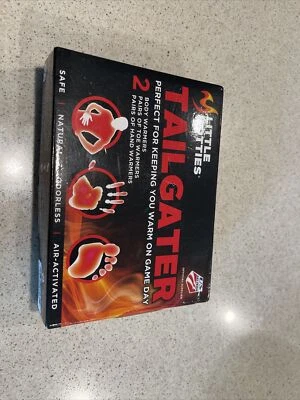 LITTLE
HOTTIES®
TAILGATER
PERFECT FOR KEEPING YOU WARM ON GAME DAY
2
BODY WARMERS
PAIRS OF TOE WARMERS
PAIRS OF HAND WARMERS
SAFE | NATURAL | ODORLESS | AIR-ACTIVATED